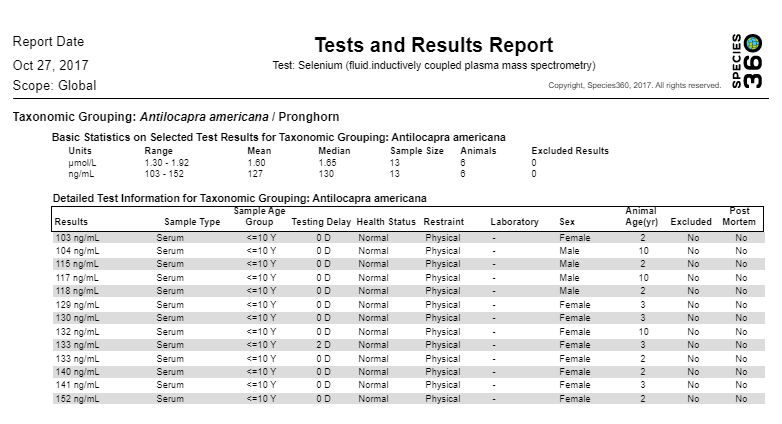 Report Date
Oct 27, 2017
Scope: Global
Tests and Results Report
Test: Selenium (fluid.inductively coupled plasma mass spectrometry)
Copyright, Species360, 2017. All rights reserved.
SPECIES 360
Taxonomic Grouping: Antilocapra americana / Pronghorn
Basic Statistics on Selected Test Results for Taxonomic Grouping: Antilocapra americana
Units Range Mean Median Sample Size Animals Excluded Results
µmol/L 1.30 - 1.92 1.60 1.65 13 6 0
ng/mL 103 - 152 127 130 13 6 0
Detailed Test Information for Taxonomic Grouping: Antilocapra americana
Results Sample Type Sample Age Group Testing Delay Health Status Restraint Laboratory Sex Animal Age(yr) Excluded Post Mortem
103 ng/mL Serum <=10 Y 0 D Normal Physical - Female 2 No No
104 ng/mL Serum <=10 Y 0 D Normal Physical - Male 10 No No
115 ng/mL Serum <=10 Y 0 D Normal Physical - Male 2 No No
117 ng/mL Serum <=10 Y 0 D Normal Physical - Male 10 No No
118 ng/mL Serum <=10 Y 0 D Normal Physical - Male 2 No No
129 ng/mL Serum <=10 Y 0 D Normal Physical - Female 3 No No
130 ng/mL Serum <=10 Y 0 D Normal Physical - Female 3 No No
132 ng/mL Serum <=10 Y 0 D Normal Physical - Female 10 No No
133 ng/mL Serum <=10 Y 2 D Normal Physical - Female 3 No No
133 ng/mL Serum <=10 Y 0 D Normal Physical - Female 2 No No
140 ng/mL Serum <=10 Y 0 D Normal Physical - Female 2 No No
141 ng/mL Serum <=10 Y 0 D Normal Physical - Female 3 No No
152 ng/mL Serum <=10 Y 0 D Normal Physical - Female 2 No No